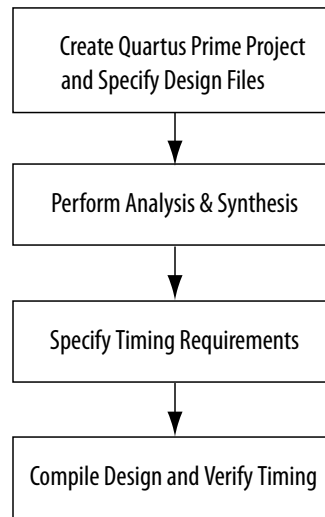 Create Quartus Prime Project
and Specify Design Files
Perform Analysis & Synthesis
Specify Timing Requirements
Compile Design and Verify Timing